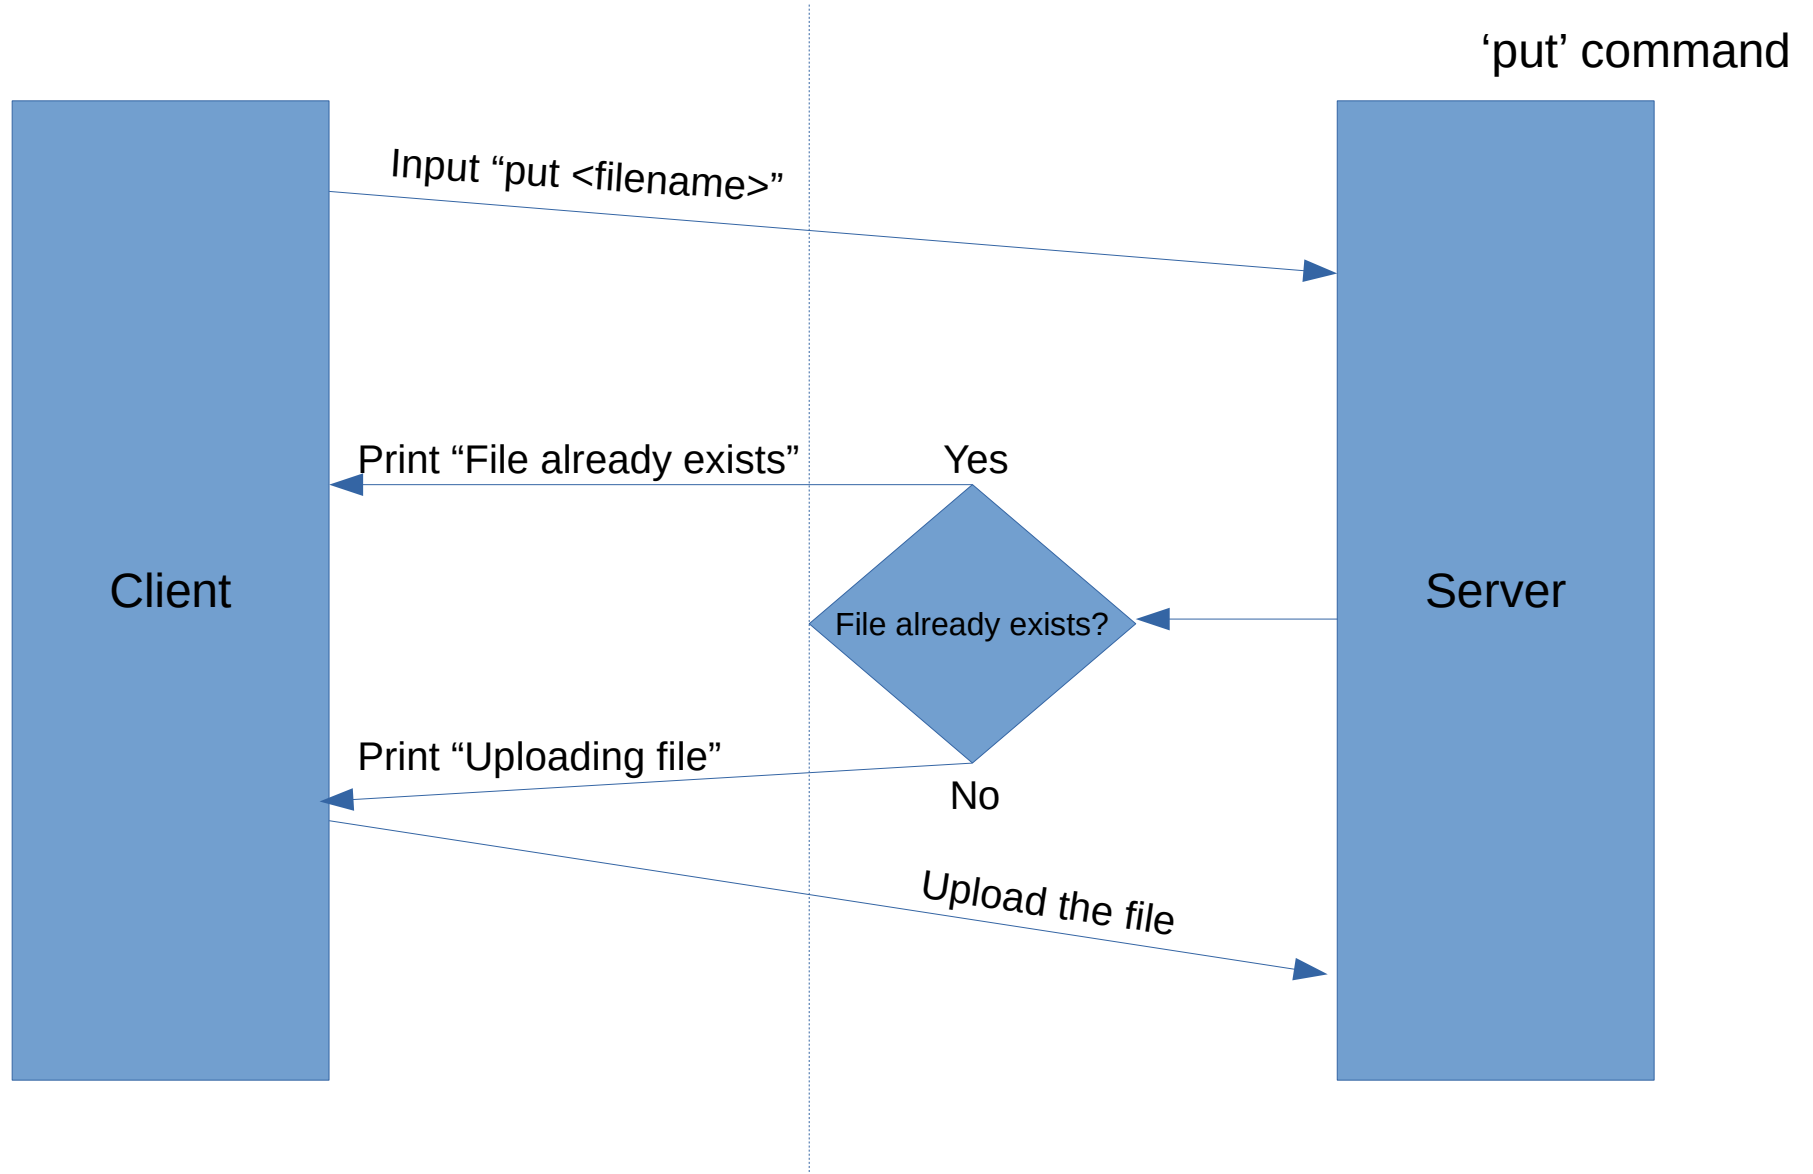 ‘put’ command
Input “put <filename>”
Print “File already exists”
Yes
Client
File already exists?
Server
Print “Uploading file”
No
Upload the file